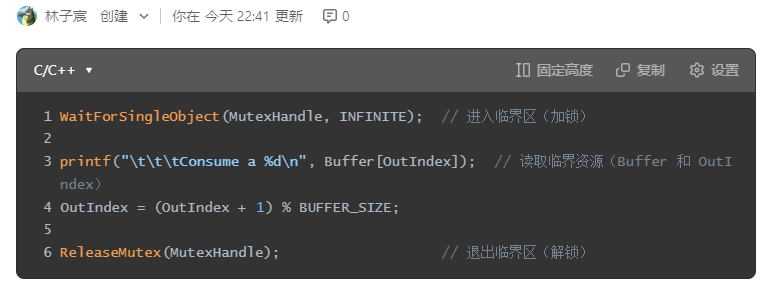 林子宸 创建 你在 今天 22:41 更新 0
C/C++ 固定高度 复制 设置
1 WaitForSingleObject(MutexHandle, INFINITE);  // 进入临界区（加锁）
2
3 printf("\t\t\tConsume a %d\n", Buffer[OutIndex]);  // 读取临界资源（Buffer 和 OutI
ndex）
4 OutIndex = (OutIndex + 1) % BUFFER_SIZE;
5
6 ReleaseMutex(MutexHandle);                  // 退出临界区（解锁）